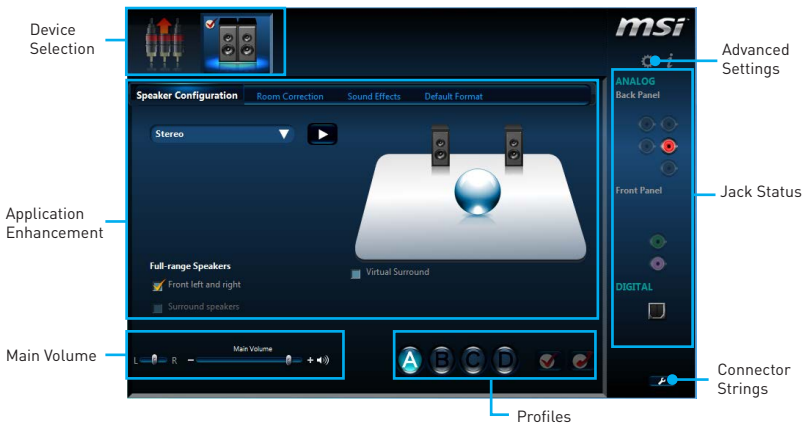 Device
Selection
msi
Advanced
Settings
ANALOG
Back Panel
Speaker Configuration
Room Correction
Sound Effects
Default Format
Stereo
Jack Status
Front Panel
Application
Enhancement
Full-range Speakers
Front left and right
Virtual Surround
Surround speakers
DIGITAL
Main Volume
L
R
Main Volume
A
B
C
D
Connector
Strings
Profiles